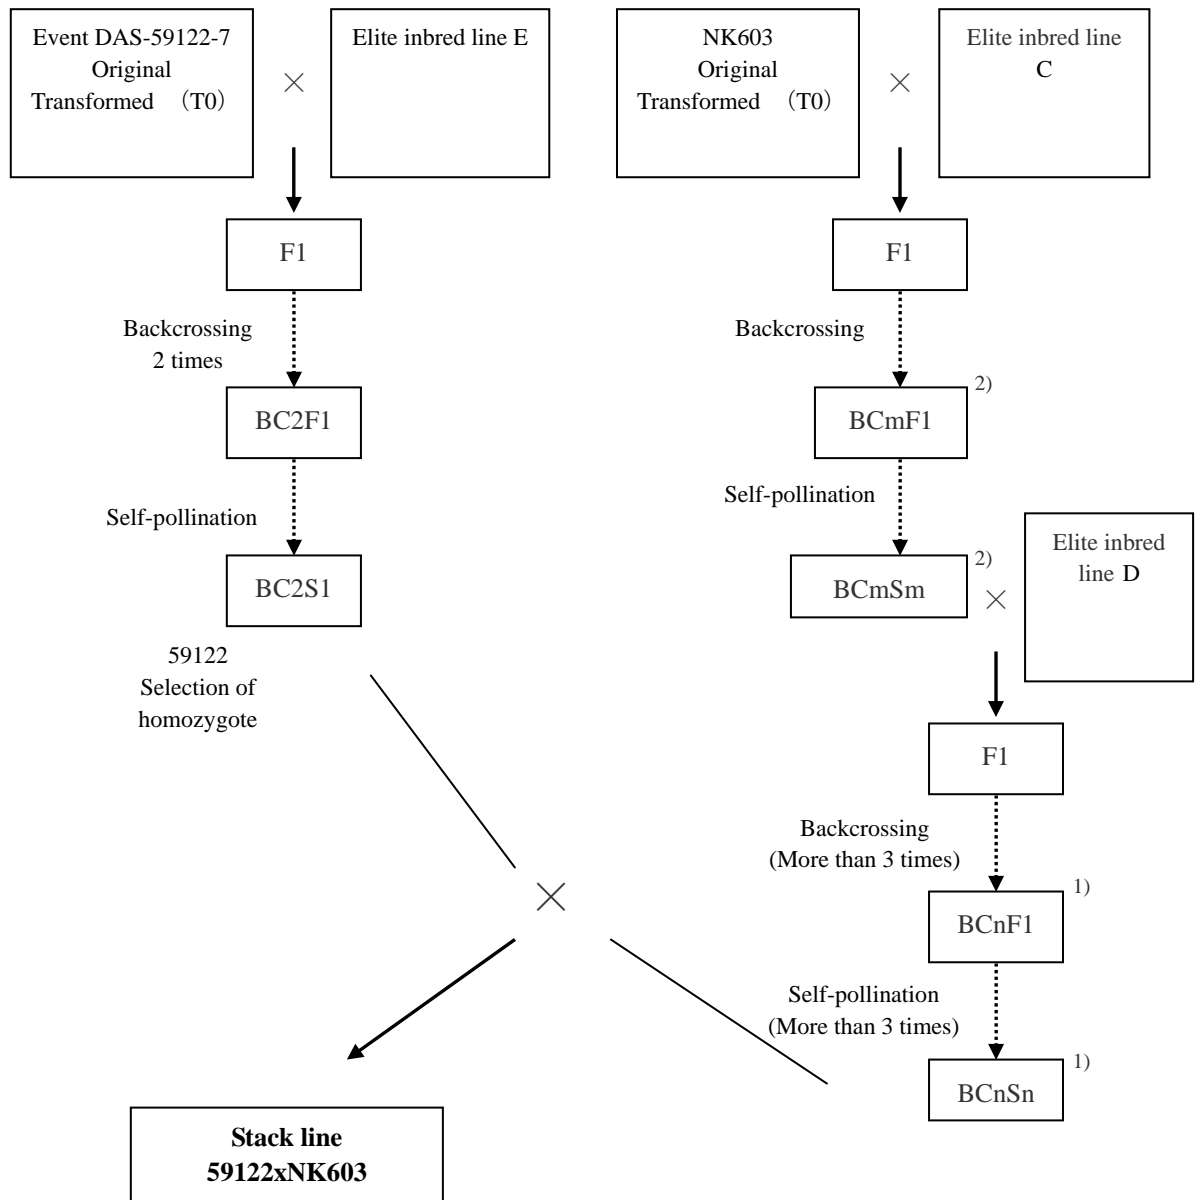 Event DAS-59122-7
Original
Transformed （T0）
×
Elite inbred line E
NK603
Original
Transformed （T0）
×
Elite inbred line
C
F1
F1
Backcrossing
2 times
Backcrossing
BC2F1
BCmF1
2)
Self-pollination
Self-pollination
BC2S1
BCmSm
2)
×
Elite inbred
line D
59122
Selection of
homozygote
F1
Backcrossing
(More than 3 times)
×
BCnF1
1)
Self-pollination
(More than 3 times)
BCnSn
1)
Stack line
59122xNK603